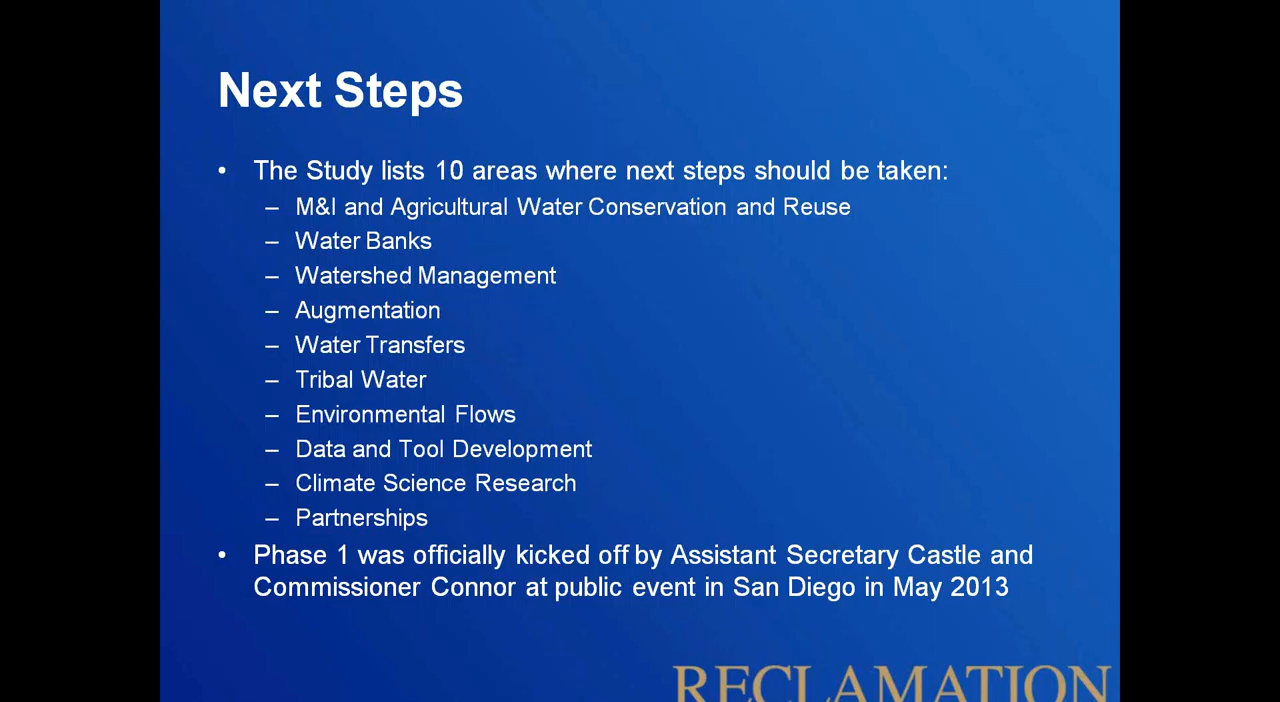 Next Steps
• The Study lists 10 areas where next steps should be taken:
– M&I and Agricultural Water Conservation and Reuse
– Water Banks
– Watershed Management
– Augmentation
– Water Transfers
– Tribal Water
– Environmental Flows
– Data and Tool Development
– Climate Science Research
– Partnerships
• Phase 1 was officially kicked off by Assistant Secretary Castle and
Commissioner Connor at public event in San Diego in May 2013
RECLAMATION